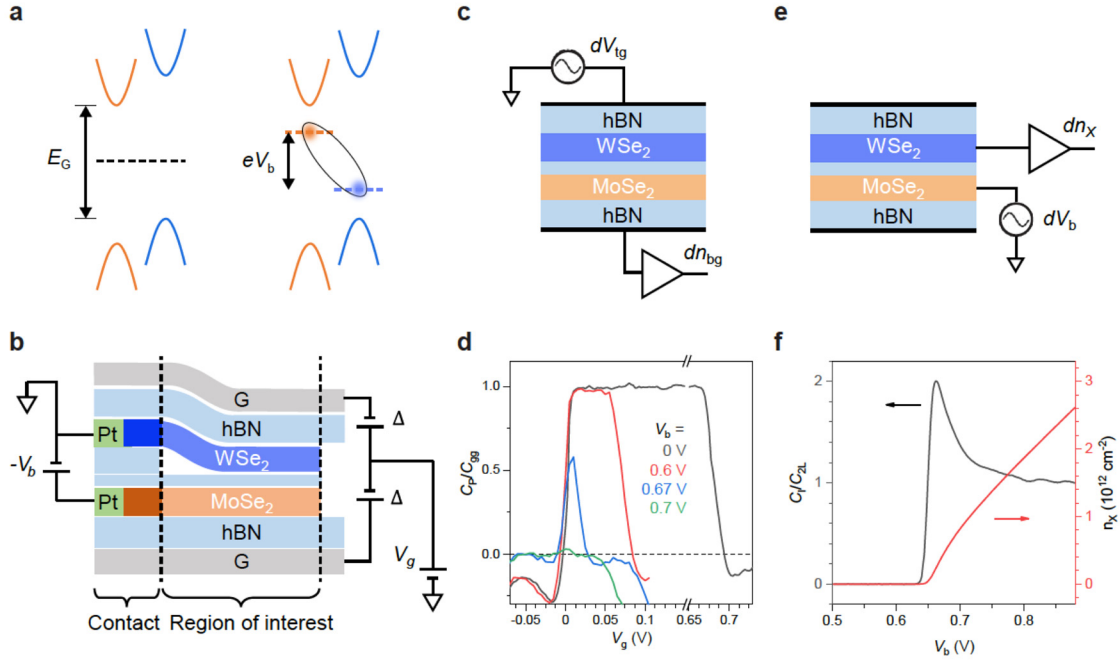 a
E_G
eV_b
b
Pt
Pt
-V_b
G
hBN
WSe₂
MoSe₂
hBN
G
Δ
Δ
V_g
Contact
Region of interest
c
dV_tg
hBN
WSe₂
MoSe₂
hBN
dn_bg
d
C_P/C_gg
1.0
0.5
0.0
V_b =
0 V
0.6 V
0.67 V
0.7 V
-0.05
0
0.05
0.10
0.65
0.7
V_g (V)
e
hBN
WSe₂
MoSe₂
hBN
dn_X
dV_b
f
C_I/C_2L
2
1
0
3
2
1
0
n_X (10¹² cm⁻²)
0.5
0.6
0.7
0.8
V_b (V)